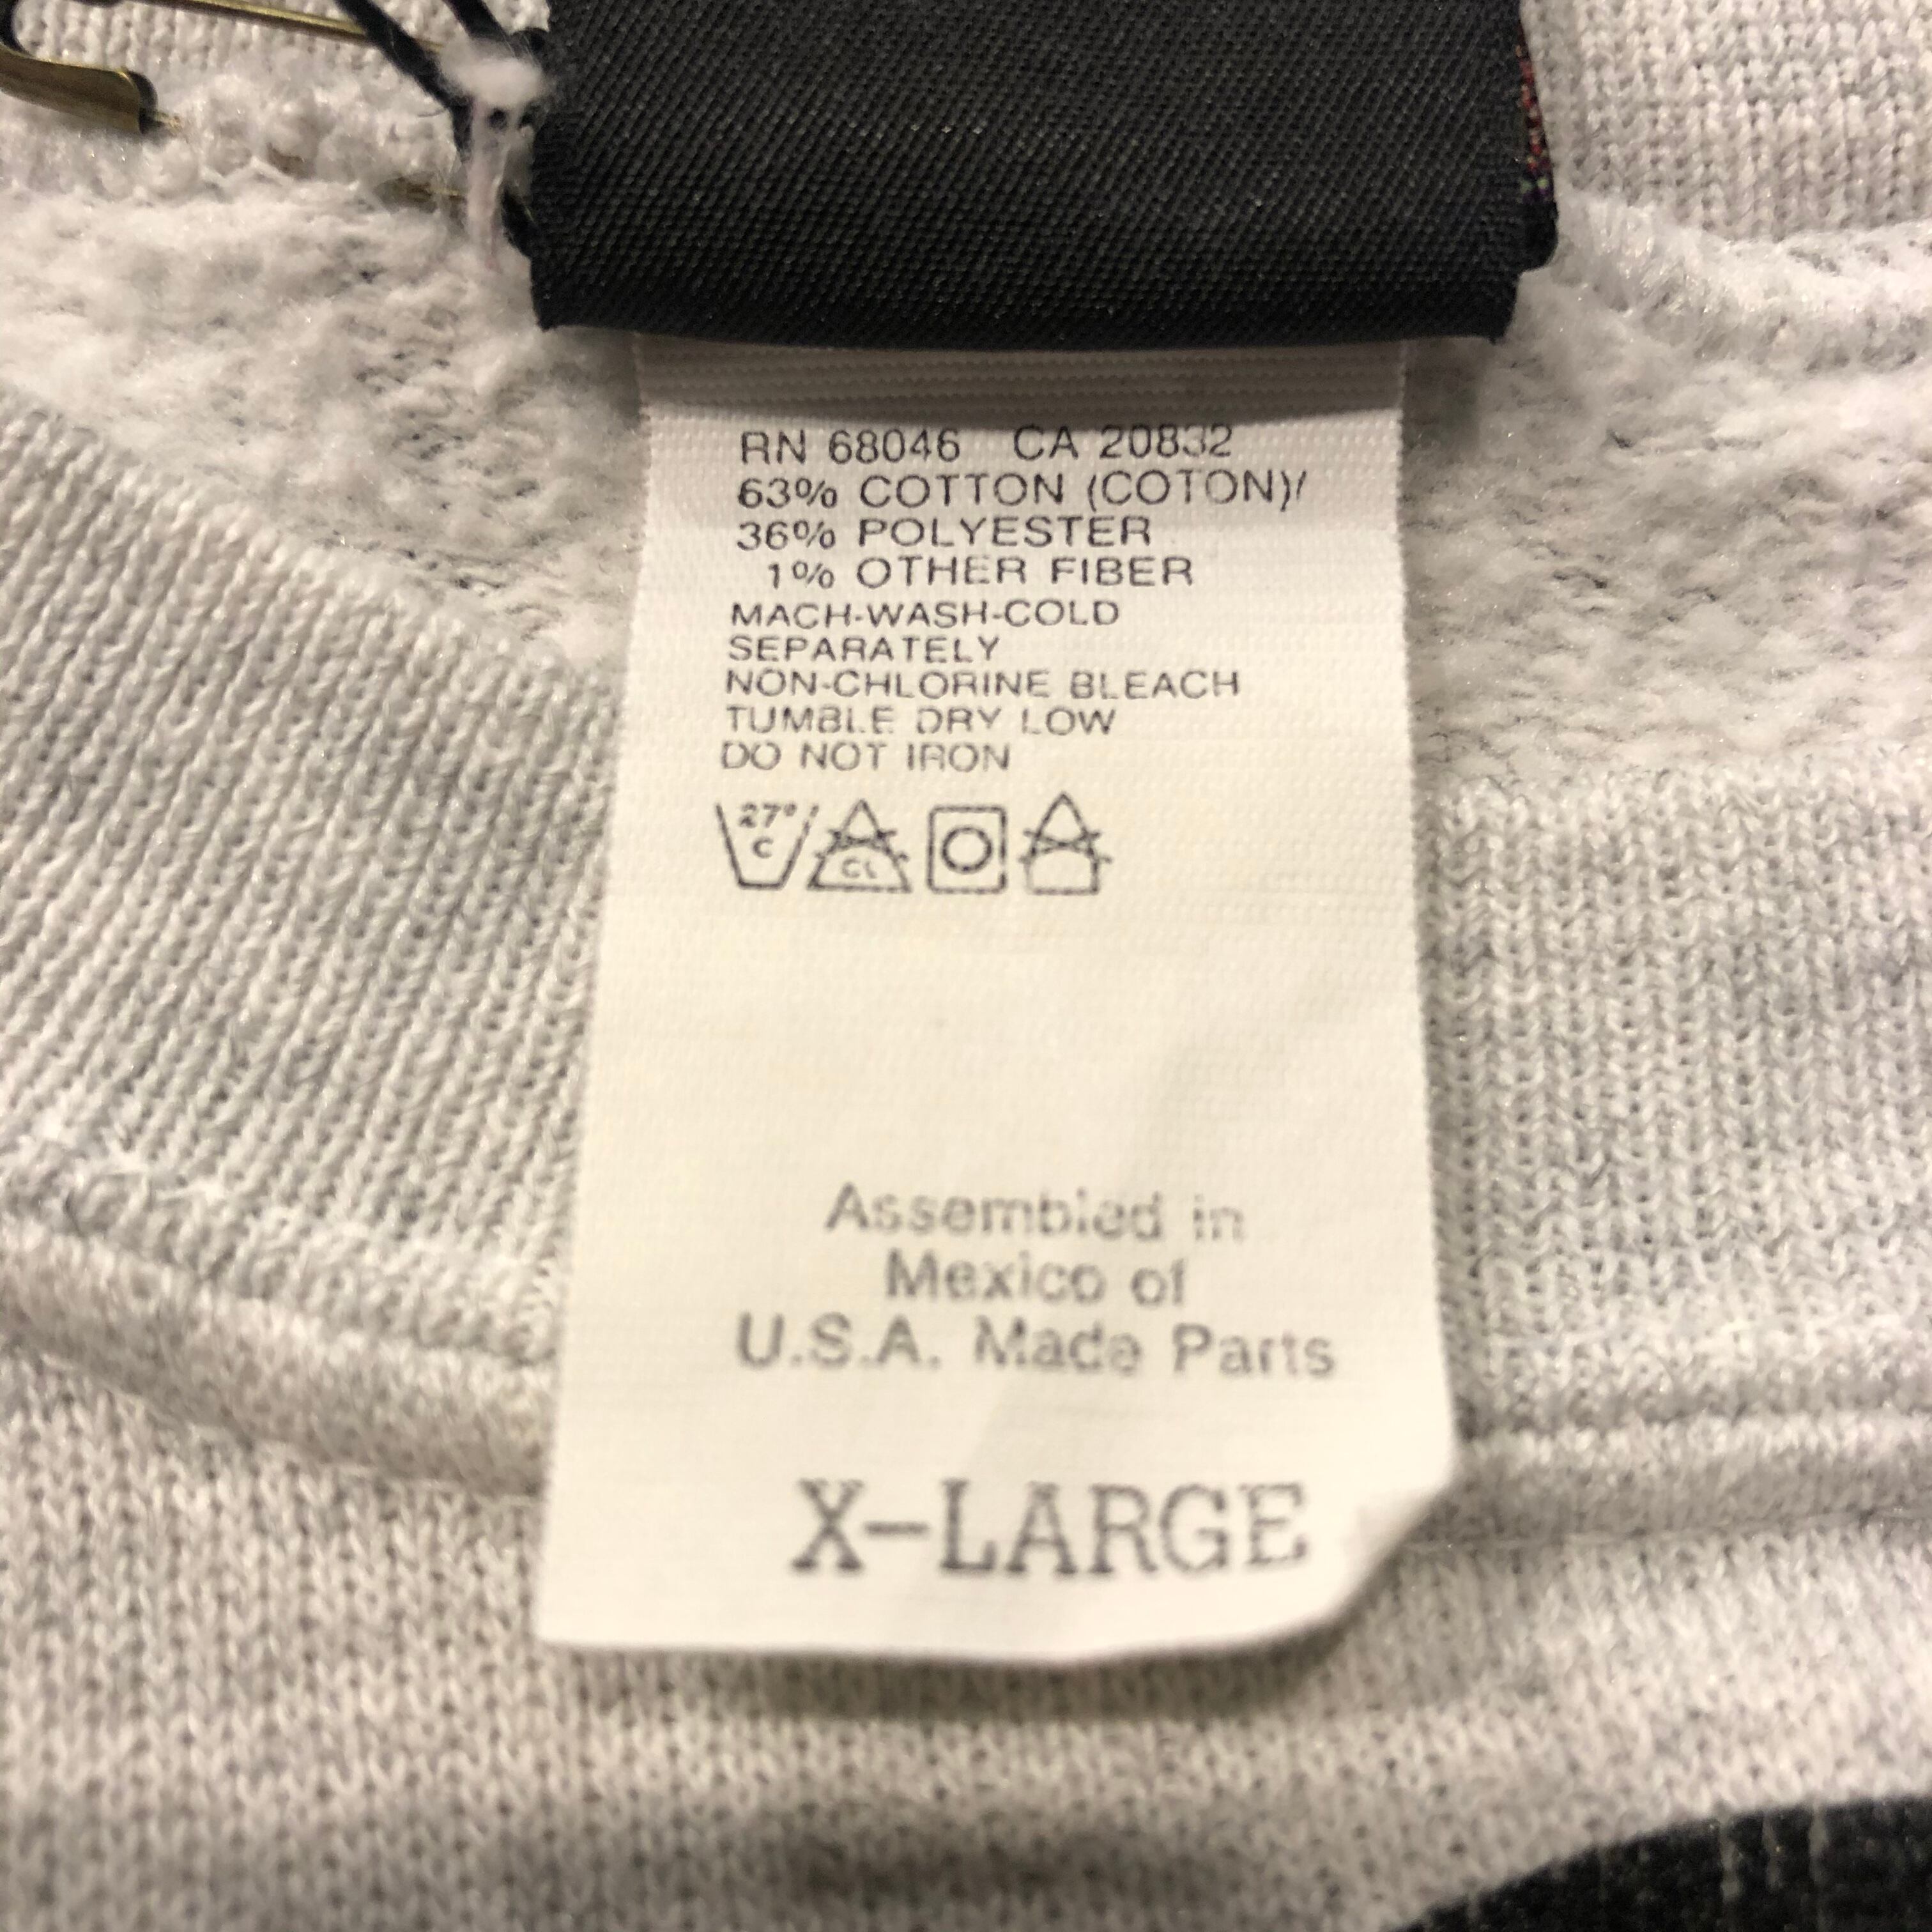 RN 68046 CA 20832
63% COTTON (COTON)/
36% POLYESTER
1% OTHER FIBER
MACH-WASH-COLD
SEPARATELY
NON-CHLORINE BLEACH
TUMBLE DRY LOW
DO NOT IRON
27°
C
CL
Assembled in
Mexico of
U.S.A. Made Parts
X-LARGE